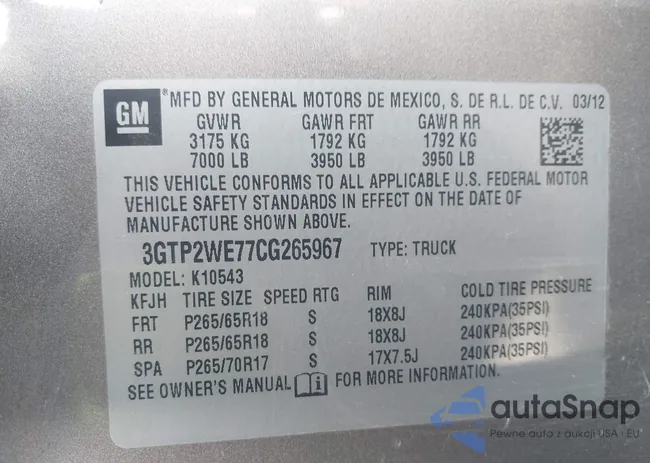 GM ® MFD BY GENERAL MOTORS DE MEXICO, S. DE R.L. DE C.V. 03/12
GVWR GAWR FRT GAWR RR
3175 KG 1792 KG 1792 KG
7000 LB 3950 LB 3950 LB
THIS VEHICLE CONFORMS TO ALL APPLICABLE U.S. FEDERAL MOTOR
VEHICLE SAFETY STANDARDS IN EFFECT ON THE DATE OF
MANUFACTURE SHOWN ABOVE.
3GTP2WE77CG265967 TYPE: TRUCK
MODEL: K10543
KFJH TIRE SIZE SPEED RTG RIM COLD TIRE PRESSURE
FRT P265/65R18 S 18X8J 240KPA(35PSI)
RR P265/65R18 S 18X8J 240KPA(35PSI)
SPA P265/70R17 S 17X7.5J 240KPA(35PSI)
SEE OWNER'S MANUAL i FOR MORE INFORMATION.
autaSnap
Pewne auto z aukcji USA · EU